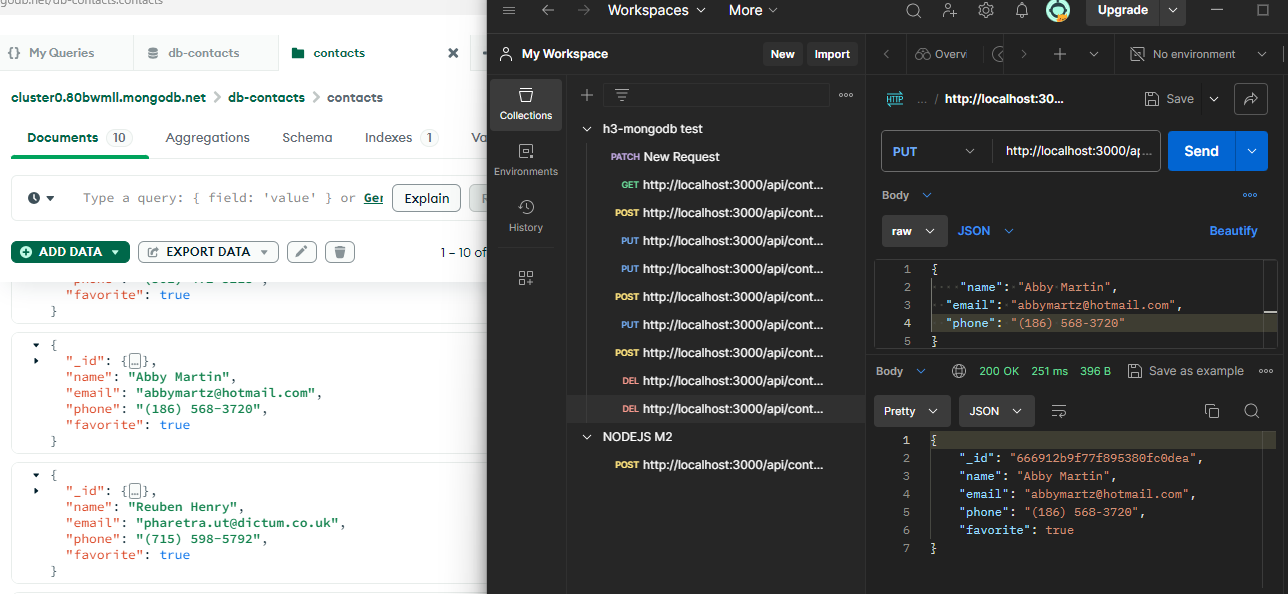 godb.net/db-contacts.contacts
{} My Queries
db-contacts
contacts
cluster0.80bwmll.mongodb.net > db-contacts > contacts
Documents 10
Aggregations
Schema
Indexes 1
Va
Type a query: { field: 'value' } or Ger
Explain
R
ADD DATA
EXPORT DATA
1 – 10 of
"favorite": true
}
{
"_id": {…},
"name": "Abby Martin",
"email": "abbymartz@hotmail.com",
"phone": "(186) 568-3720",
"favorite": true
}
{
"_id": {…},
"name": "Reuben Henry",
"email": "pharetra.ut@dictum.co.uk",
"phone": "(715) 598-5792",
"favorite": true
}
Workspaces
More
Upgrade
My Workspace
New
Import
Collections
Environments
History
h3-mongodb test
PATCH New Request
GET http://localhost:3000/api/cont...
POST http://localhost:3000/api/cont...
PUT http://localhost:3000/api/cont...
PUT http://localhost:3000/api/cont...
POST http://localhost:3000/api/cont...
PUT http://localhost:3000/api/cont...
POST http://localhost:3000/api/cont...
DEL http://localhost:3000/api/cont...
DEL http://localhost:3000/api/cont...
NODEJS M2
POST http://localhost:3000/api/cont...
Overvi
No environment
HTTP ... / http://localhost:30...
Save
PUT
http://localhost:3000/ap...
Send
Body
raw
JSON
Beautify
1 {
2 "name": "Abby Martin",
3 "email": "abbymartz@hotmail.com",
4 "phone": "(186) 568-3720"
5 }
Body
200 OK 251 ms 396 B
Save as example
Pretty
JSON
1 {
2 "_id": "666912b9f77f895380fc0dea",
3 "name": "Abby Martin",
4 "email": "abbymartz@hotmail.com",
5 "phone": "(186) 568-3720",
6 "favorite": true
7 }